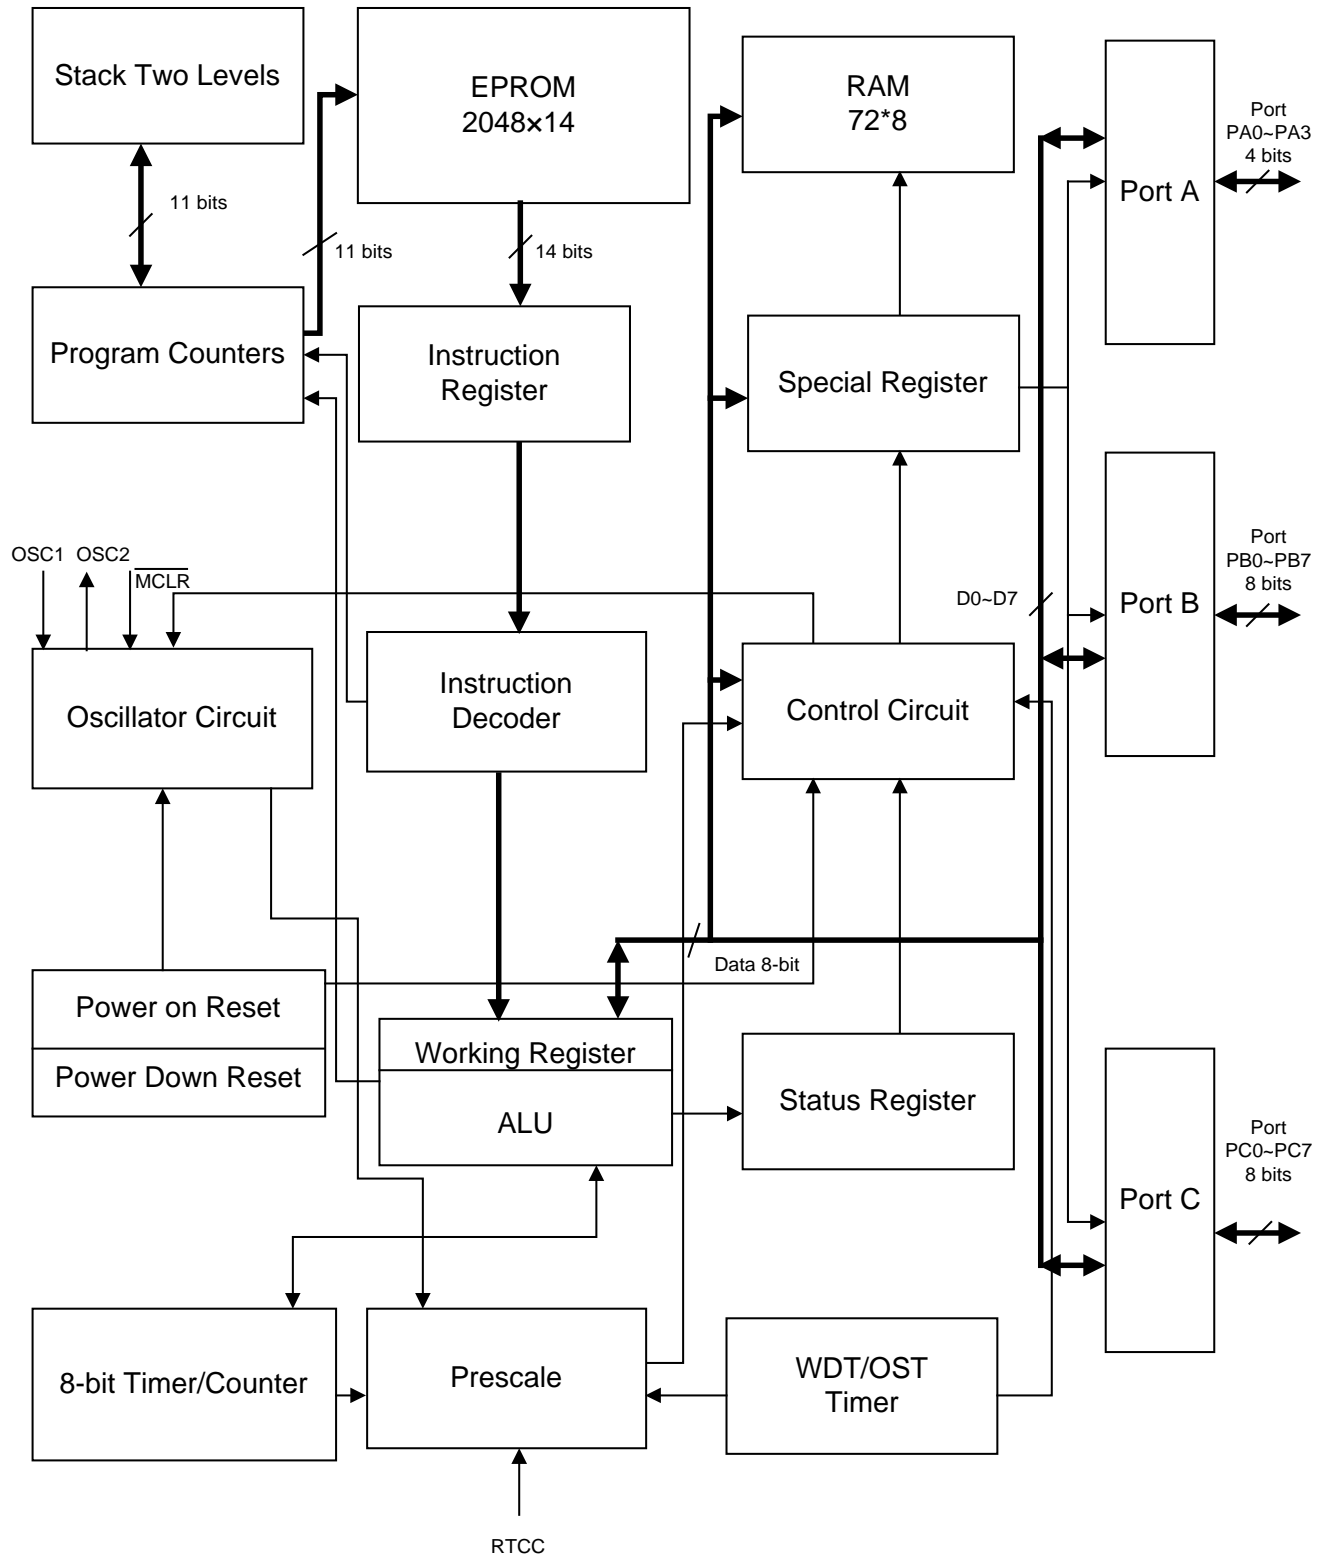 Stack Two Levels
EPROM
2048×14
RAM
72*8
Port
PA0~PA3
4 bits
Port A
11 bits
11 bits
14 bits
Program Counters
Instruction
Register
Special Register
OSC1
OSC2
MCLR
D0~D7
Port
PB0~PB7
8 bits
Port B
Oscillator Circuit
Instruction
Decoder
Control Circuit
Data 8-bit
Power on Reset
Power Down Reset
Working Register
ALU
Status Register
Port
PC0~PC7
8 bits
Port C
8-bit Timer/Counter
Prescale
WDT/OST
Timer
RTCC